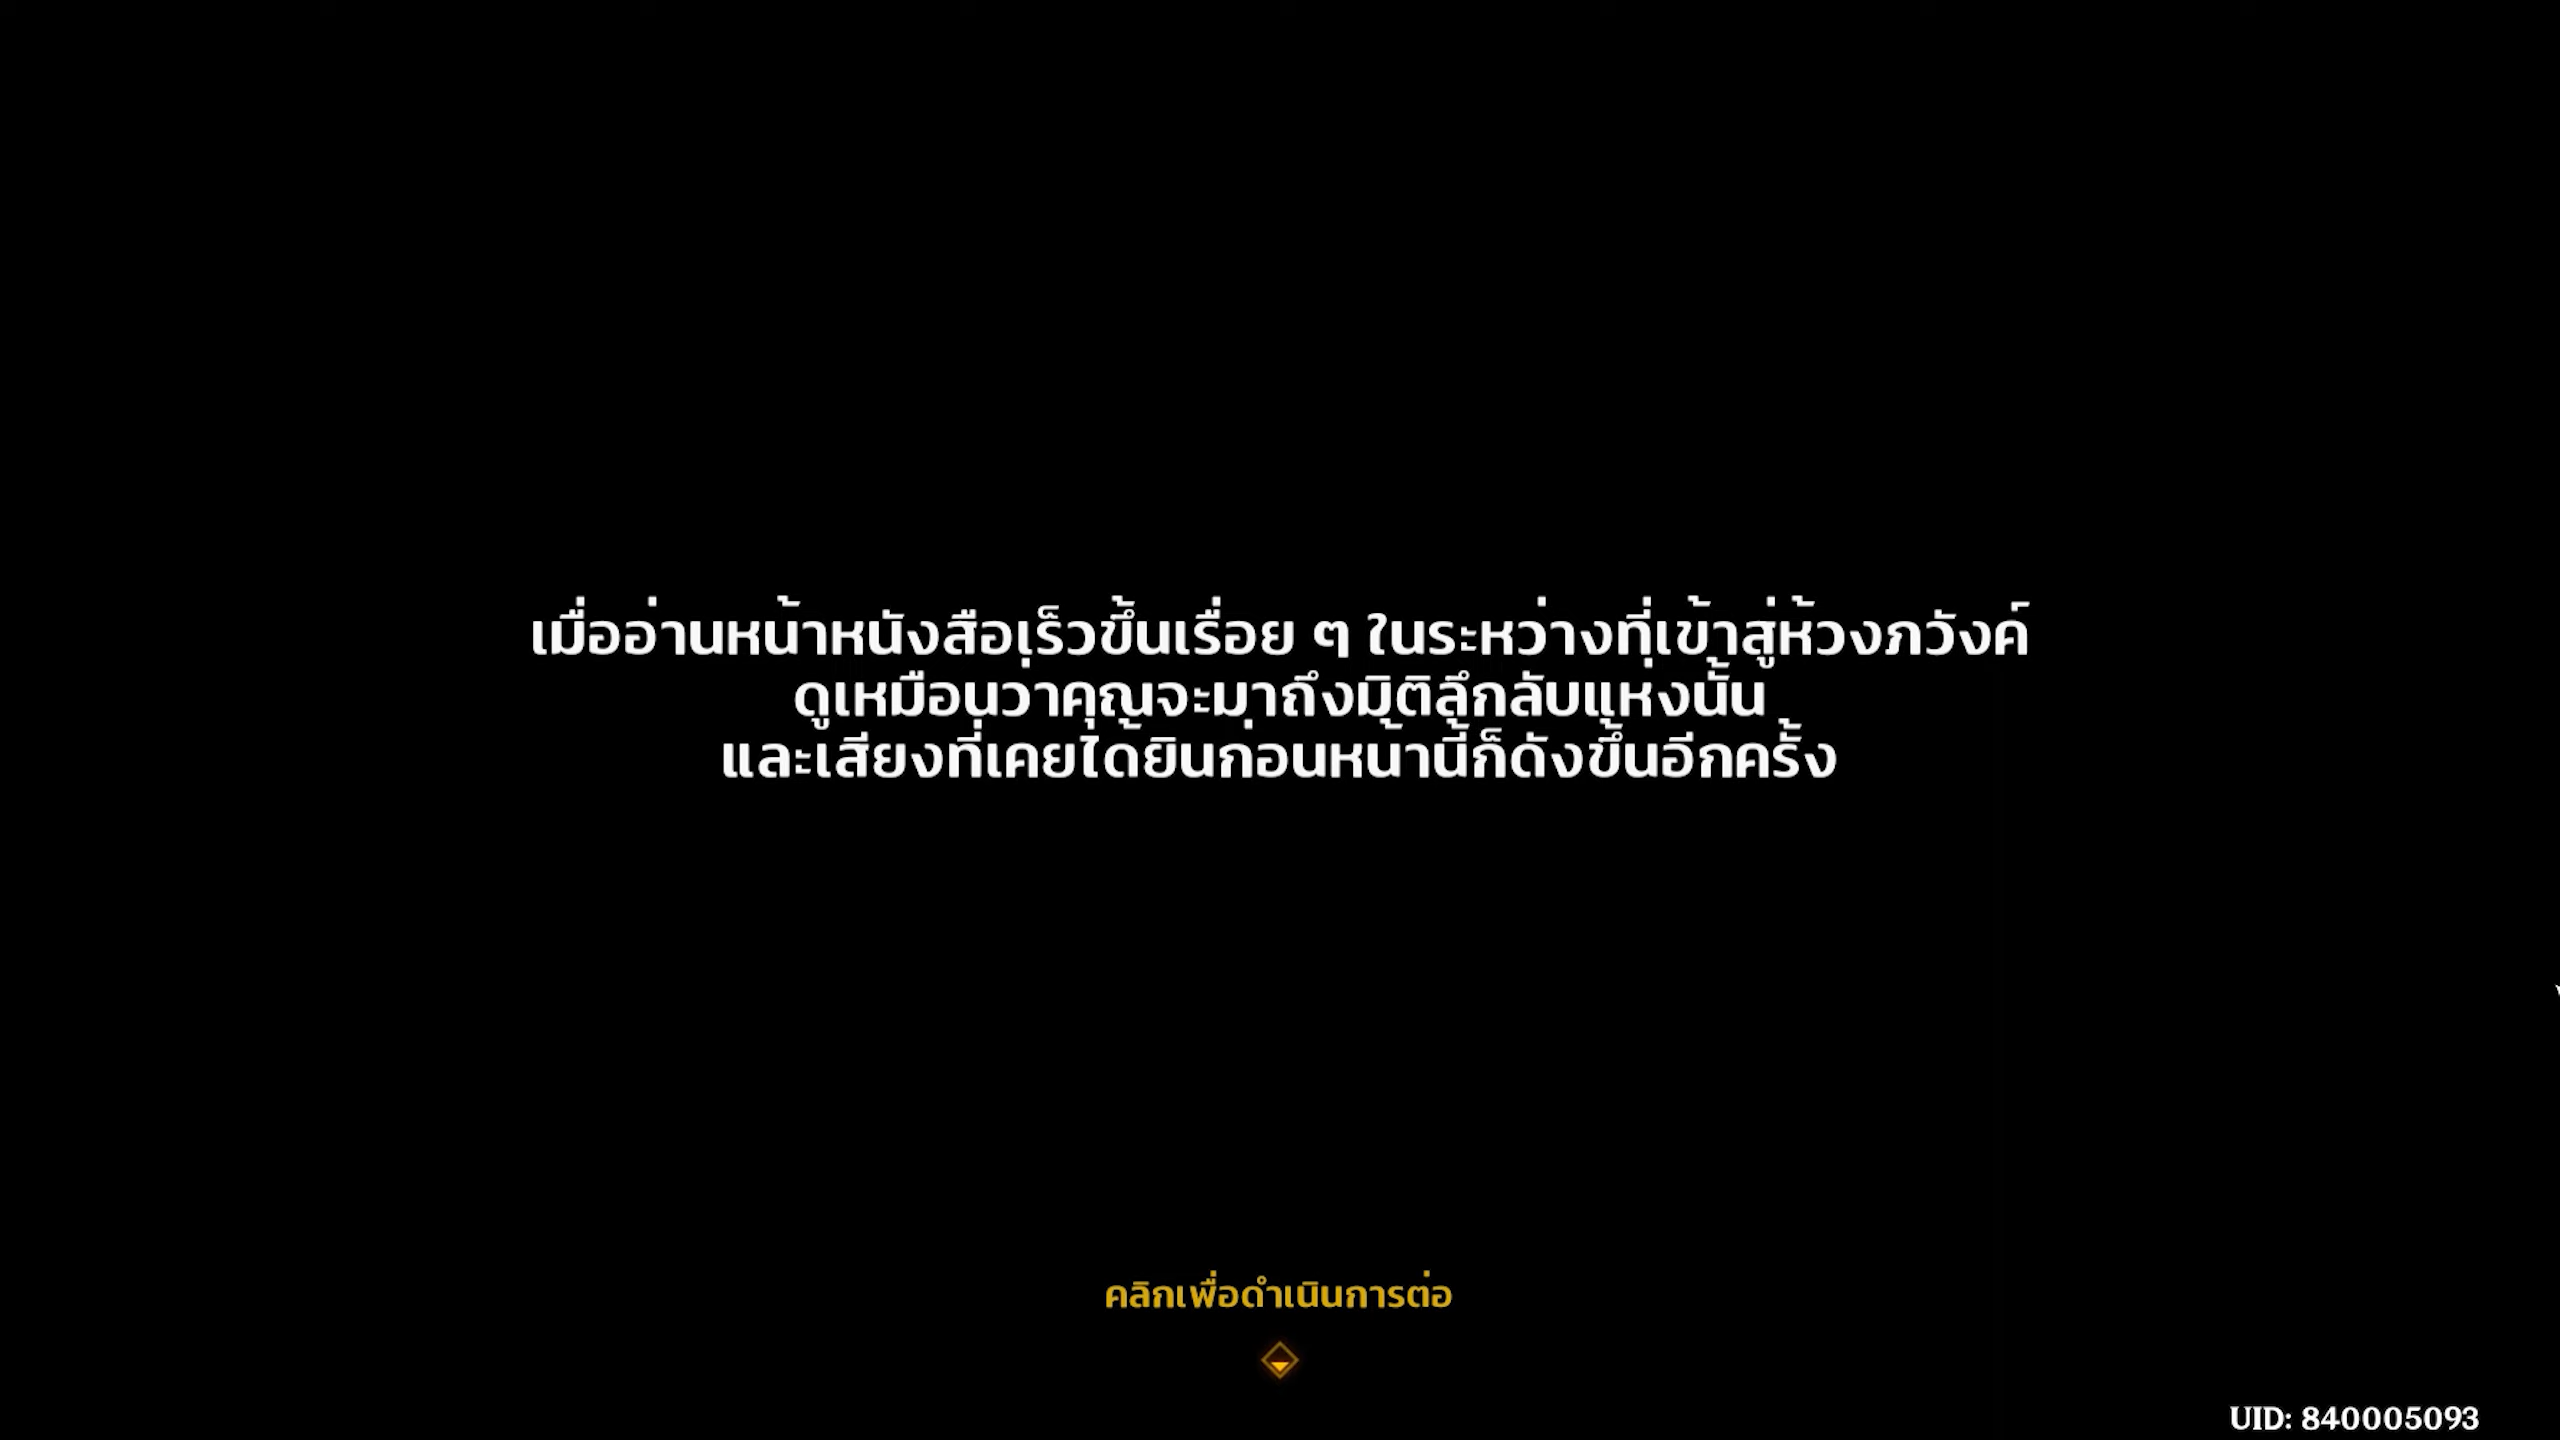 เมื่ออ่านหน้าหนังสือเร็วขึ้นเรื่อย ๆ ในระหว่างที่เข้าสู่ห้วงภวังค์
ดูเหมือนว่าคุณจะมาถึงมิติลึกลับแห่งนั้น
และเสียงที่เคยได้ยินก่อนหน้านี้ก็ดังขึ้นอีกครั้ง
คลิกเพื่อดำเนินการต่อ
UID: 840005093